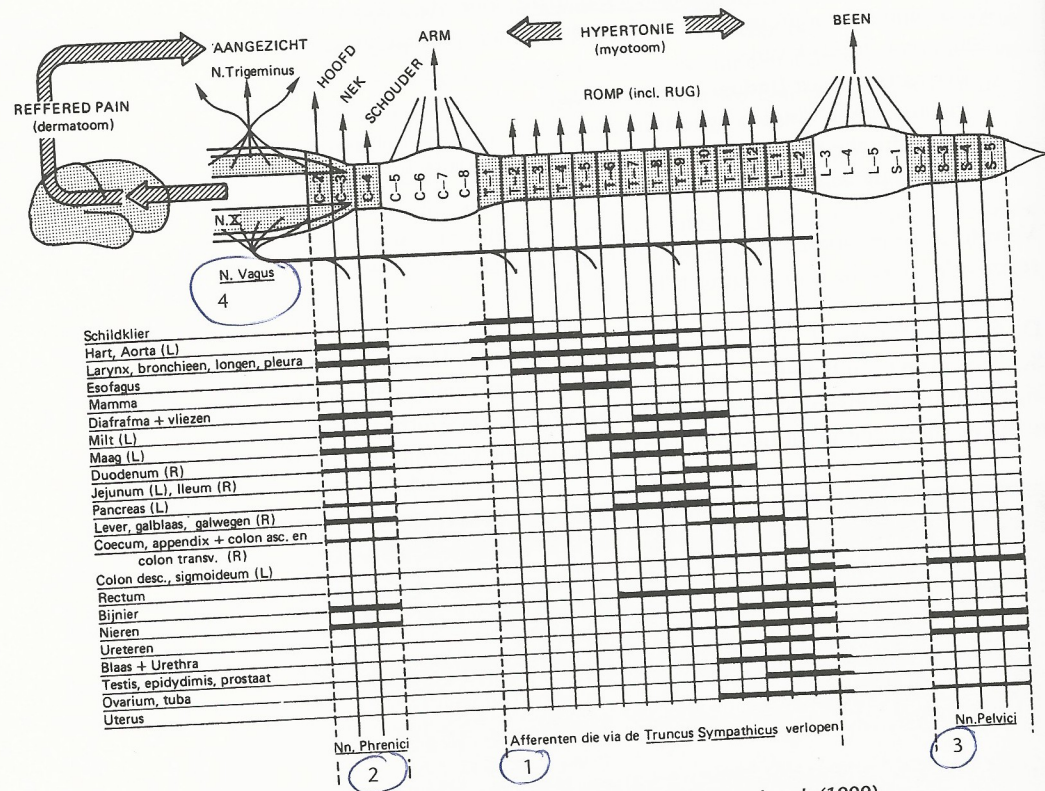 AANGEZICHT
N.Trigeminus
HOOFD
NEK
SCHOUDER
ARM
HYPERTONIE
(myotoom)
ROMP (incl. RUG)
BEEN
REFFERED PAIN
(dermatoom)
C-2 C-3 C-4 C-5 C-6 C-7 C-8 T-1 T-2 T-3 T-4 T-5 T-6 T-7 T-8 T-9 T-10 T-11 T-12 L-1 L-2 L-3 L-4 L-5 S-1 S-2 S-3 S-4 S-5
N.X
N. Vagus
4
Schildklier
Hart, Aorta (L)
Larynx, bronchieen, longen, pleura
Esofagus
Mamma
Diafrafma + vliezen
Milt (L)
Maag (L)
Duodenum (R)
Jejunum (L), Ileum (R)
Pancreas (L)
Lever, galblaas, galwegen (R)
Coecum, appendix + colon asc. en
colon transv. (R)
Colon desc., sigmoideum (L)
Rectum
Bijnier
Nieren
Ureteren
Blaas + Urethra
Testis, epidydimis, prostaat
Ovarium, tuba
Uterus
Nn. Phrenici
2
Afferenten die via de Truncus Sympathicus verlopen
1
Nn.Pelvici
3
(1999)